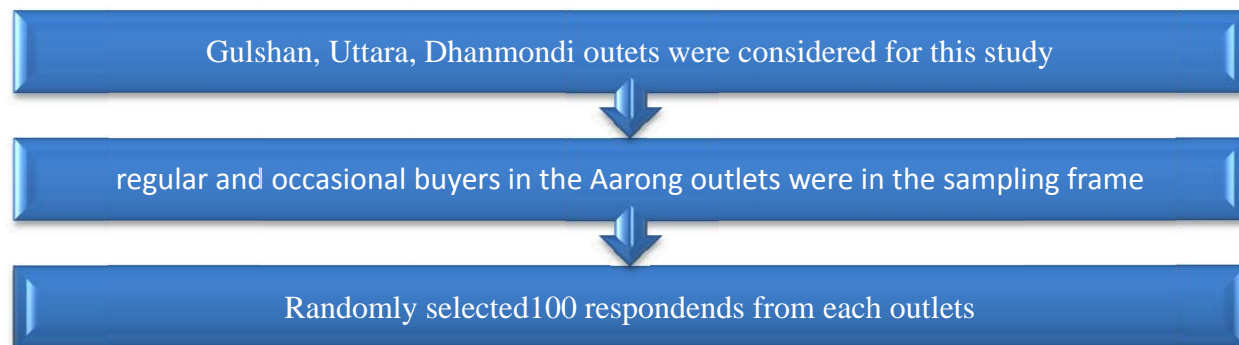 Gulshan, Uttara, Dhanmondi outets were considered for this study
regular and occasional buyers in the Aarong outlets were in the sampling frame
Randomly selected100 respondends from each outlets